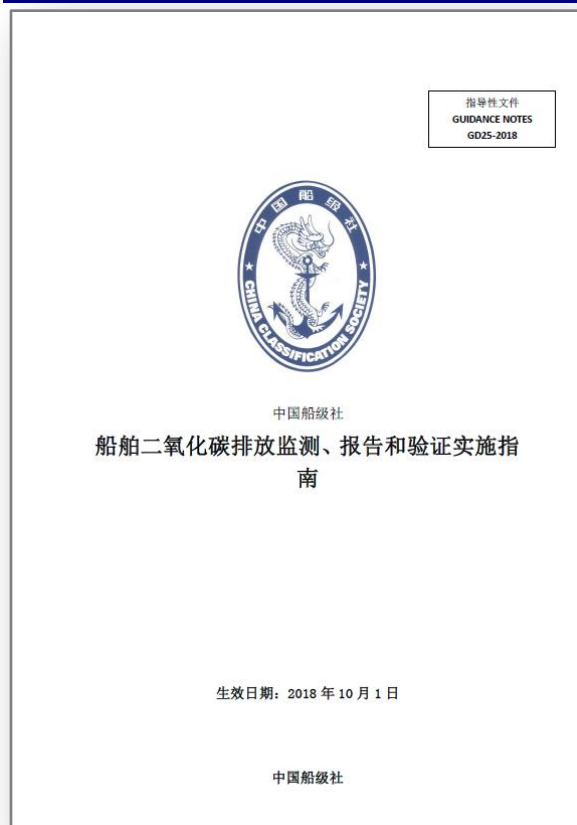 指导性文件
GUIDANCE NOTES
GD25-2018
中国船级社
CHINA CLASSIFICATION SOCIETY
中国船级社
船舶二氧化碳排放监测、报告和验证实施指
南
生效日期：2018 年 10 月 1 日
中国船级社